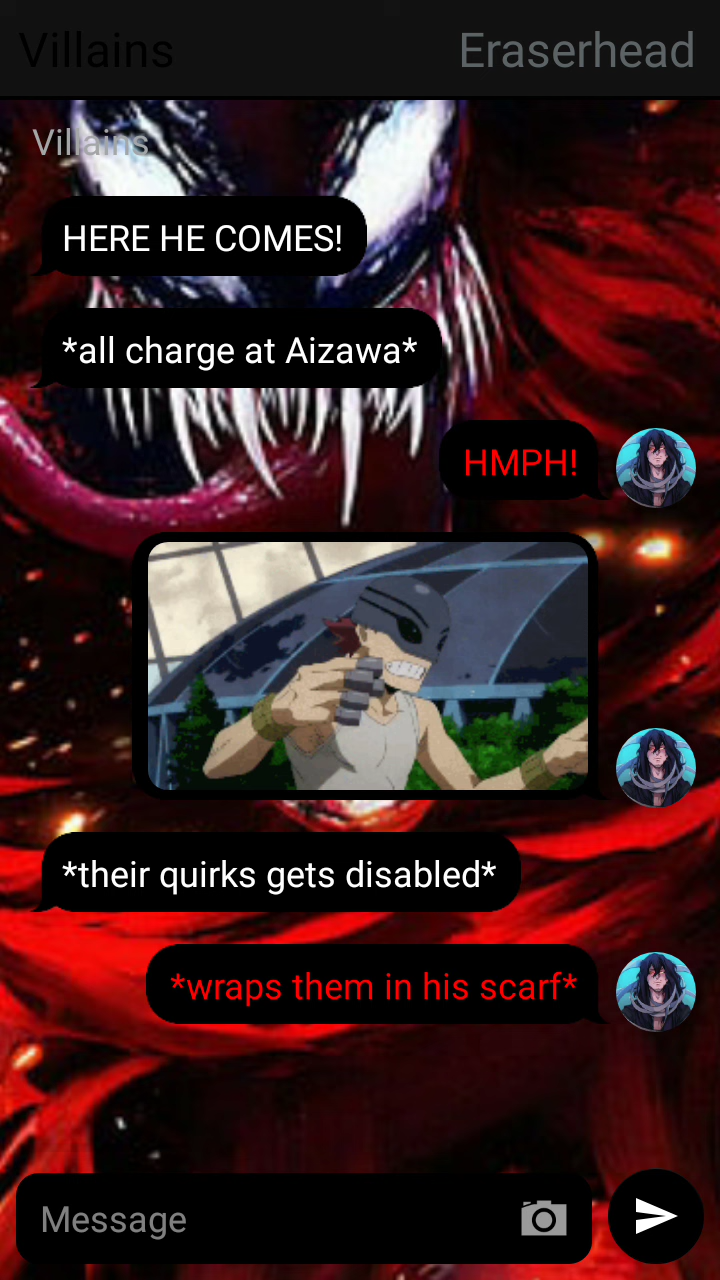 Villains
Eraserhead
Villains
HERE HE COMES!
*all charge at Aizawa*
HMPH!
*their quirks gets disabled*
*wraps them in his scarf*
Message